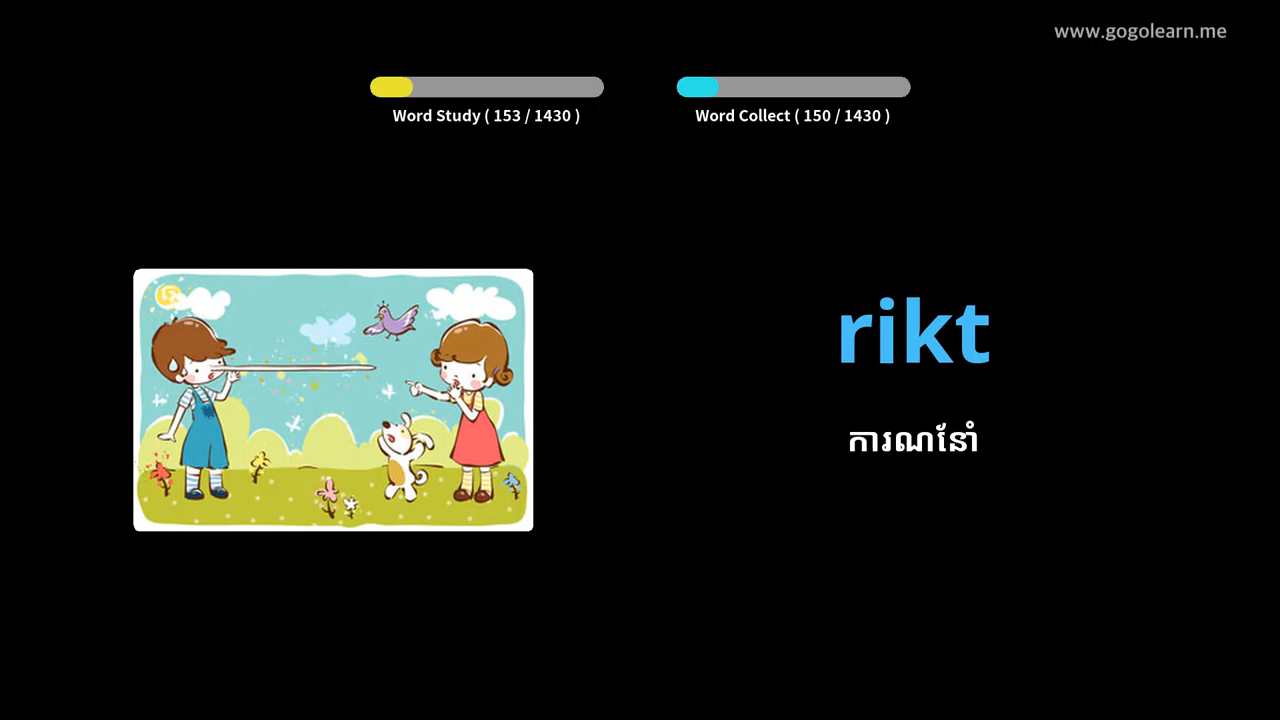 www.gogolearn.me
Word Study ( 153 / 1430 )
Word Collect ( 150 / 1430 )
rikt
ការណែនាំ